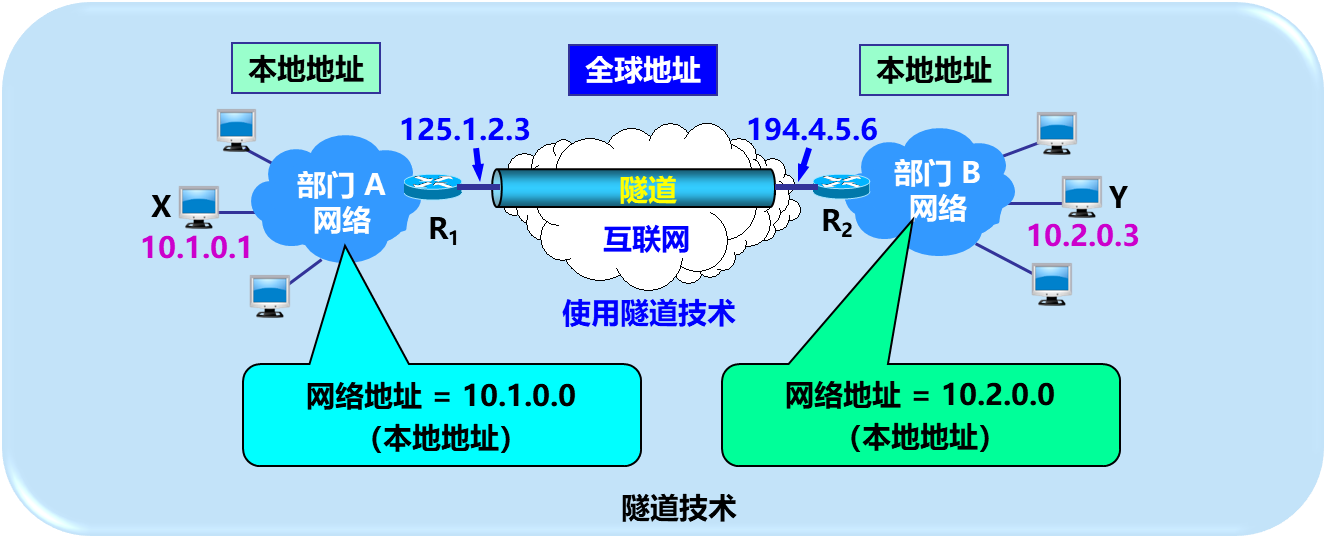 本地地址
全球地址
本地地址
125.1.2.3
194.4.5.6
部门 A
网络
隧道
部门 B
网络
X
10.1.0.1
R1
互联网
R2
Y
10.2.0.3
使用隧道技术
网络地址 = 10.1.0.0
（本地地址）
网络地址 = 10.2.0.0
（本地地址）
隧道技术